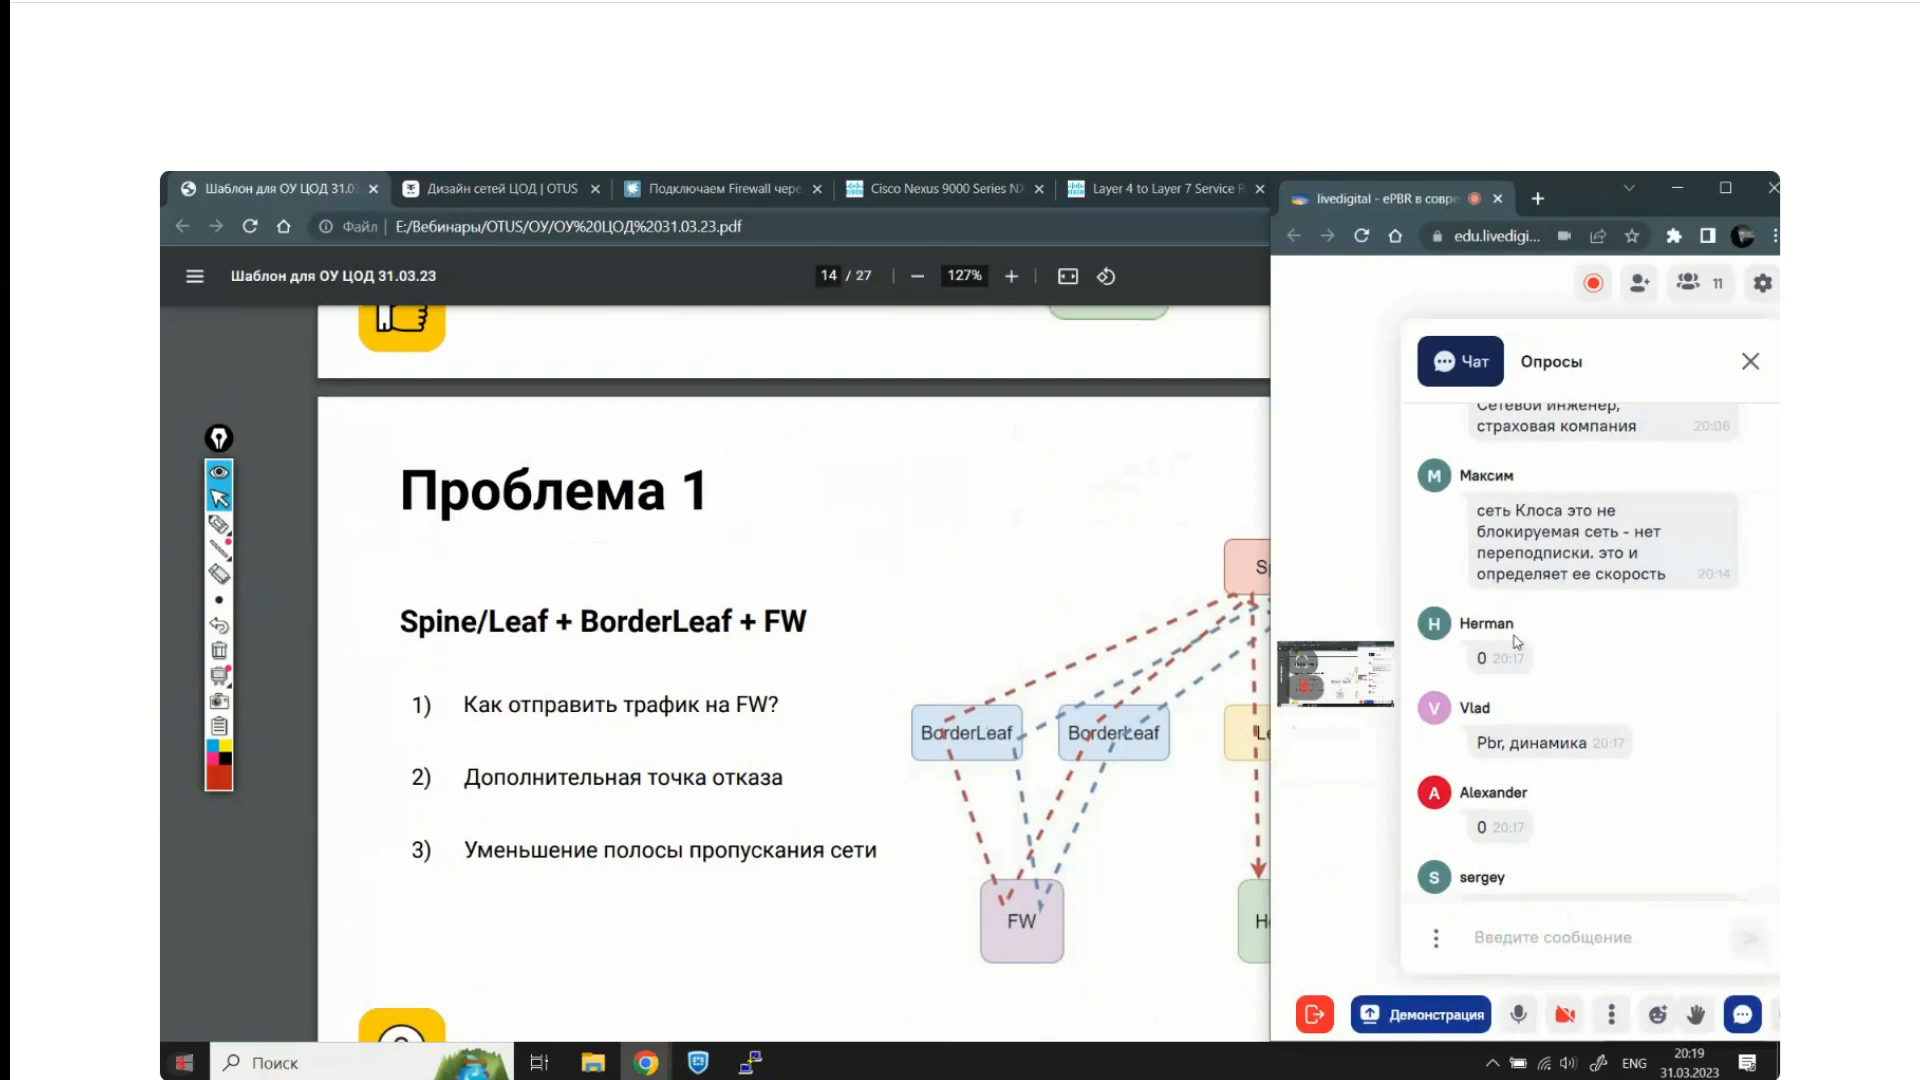 Шаблон для ОУ ЦОД 31.0
Дизайн сетей ЦОД | OTUS
Подключаем Firewall чере
Cisco Nexus 9000 Series NX
Layer 4 to Layer 7 Service R
livedigital - ePBR в совр
Файл
E:/Вебинары/OTUS/ОУ/ОУ%20ЦОД%2031.03.23.pdf
edu.livedigi...
Шаблон для ОУ ЦОД 31.03.23
14 / 27
127%
11
Чат
Опросы
Сетевой инженер,
страховая компания
20:06
M
Максим
сеть Клоса это не
блокируемая сеть - нет
переподписки. это и
определяет ее скорость
20:14
H
Herman
0 20:17
V
Vlad
Pbr, динамика 20:17
A
Alexander
0 20:17
S
sergey
Введите сообщение
Проблема 1
Spine/Leaf + BorderLeaf + FW
1) Как отправить трафик на FW?
2) Дополнительная точка отказа
3) Уменьшение полосы пропускания сети
Sp
BorderLeaf
BorderLeaf
Le
FW
Ho
Демонстрация
Поиск
ENG
20:19
31.03.2023